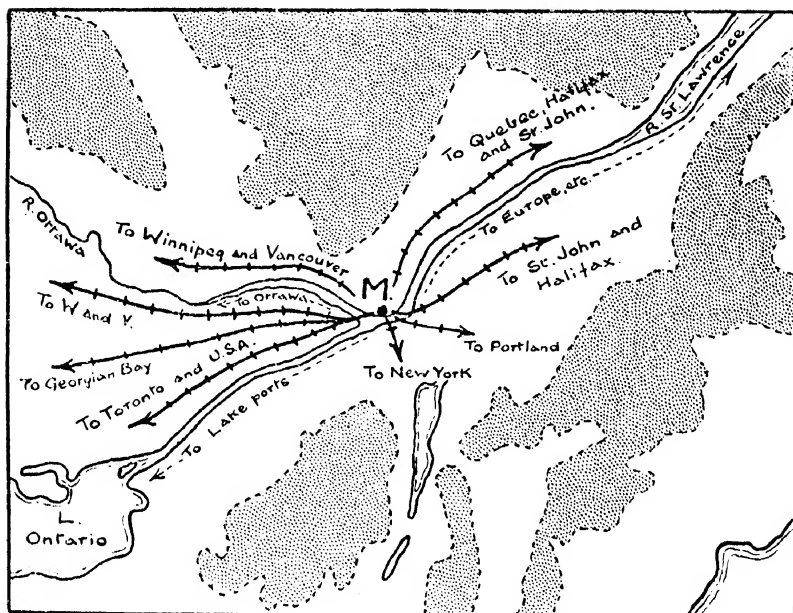 R. St. Lawrence
To Quebec, Halifax
and St. John.
To Europe, etc.
R. Ottawa
To Winnipeg and Vancouver
To St. John and
Halifax.
M.
To Ottawa
To W and V.
To Portland
To Georgian Bay
To Toronto and U.S.A.
To New York
To Lake ports
L.
Ontario